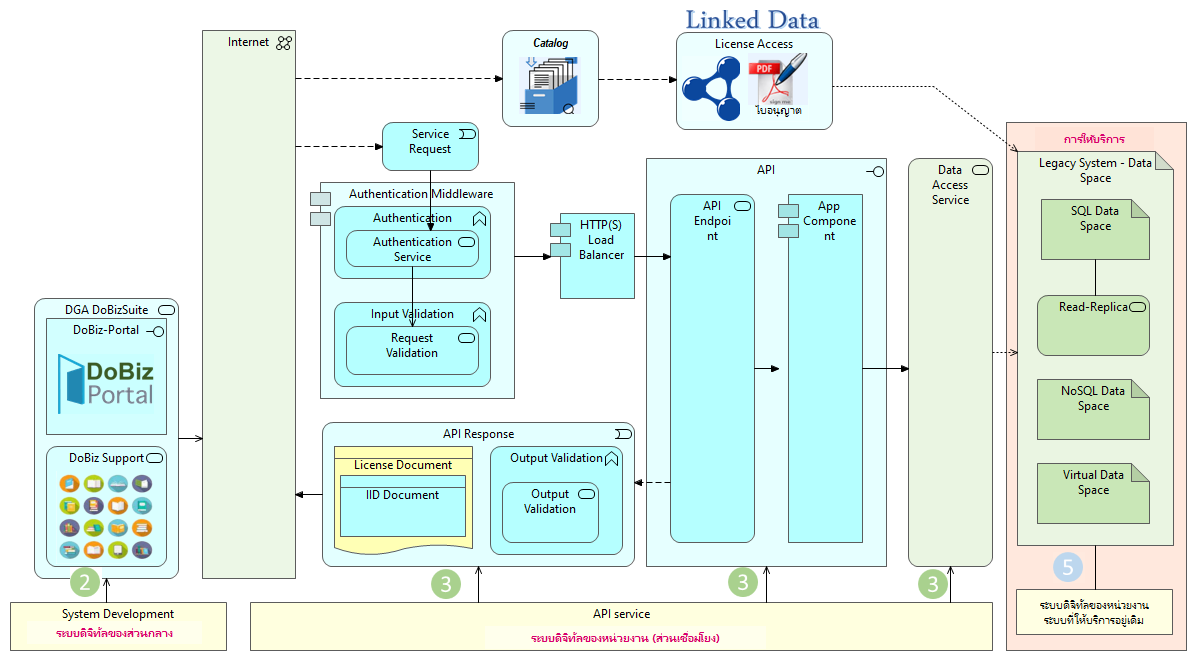 Linked Data
Internet
Catalog
License Access
PDF
sign me
ใบอนุญาต
Service
Request
การให้บริการ
Legacy System - Data
Space
SQL Data
Space
Read-Replica
NoSQL Data
Space
Virtual Data
Space
Authentication Middleware
Authentication
Authentication
Service
Input Validation
Request
Validation
HTTP(S)
Load
Balancer
API
API
Endpoi
nt
App
Compone
nt
Data
Access
Service
DGA DoBizSuite
DoBiz-Portal
DoBiz
Portal
DoBiz Support
API Response
License Document
IID Document
Output Validation
Output
Validation
2
3
3
3
5
System Development
ระบบดิจิทัลของส่วนกลาง
API service
ระบบดิจิทัลของหน่วยงาน (ส่วนเชื่อมโยง)
ระบบดิจิทัลของหน่วยงาน
ระบบที่ให้บริการอยู่เดิม